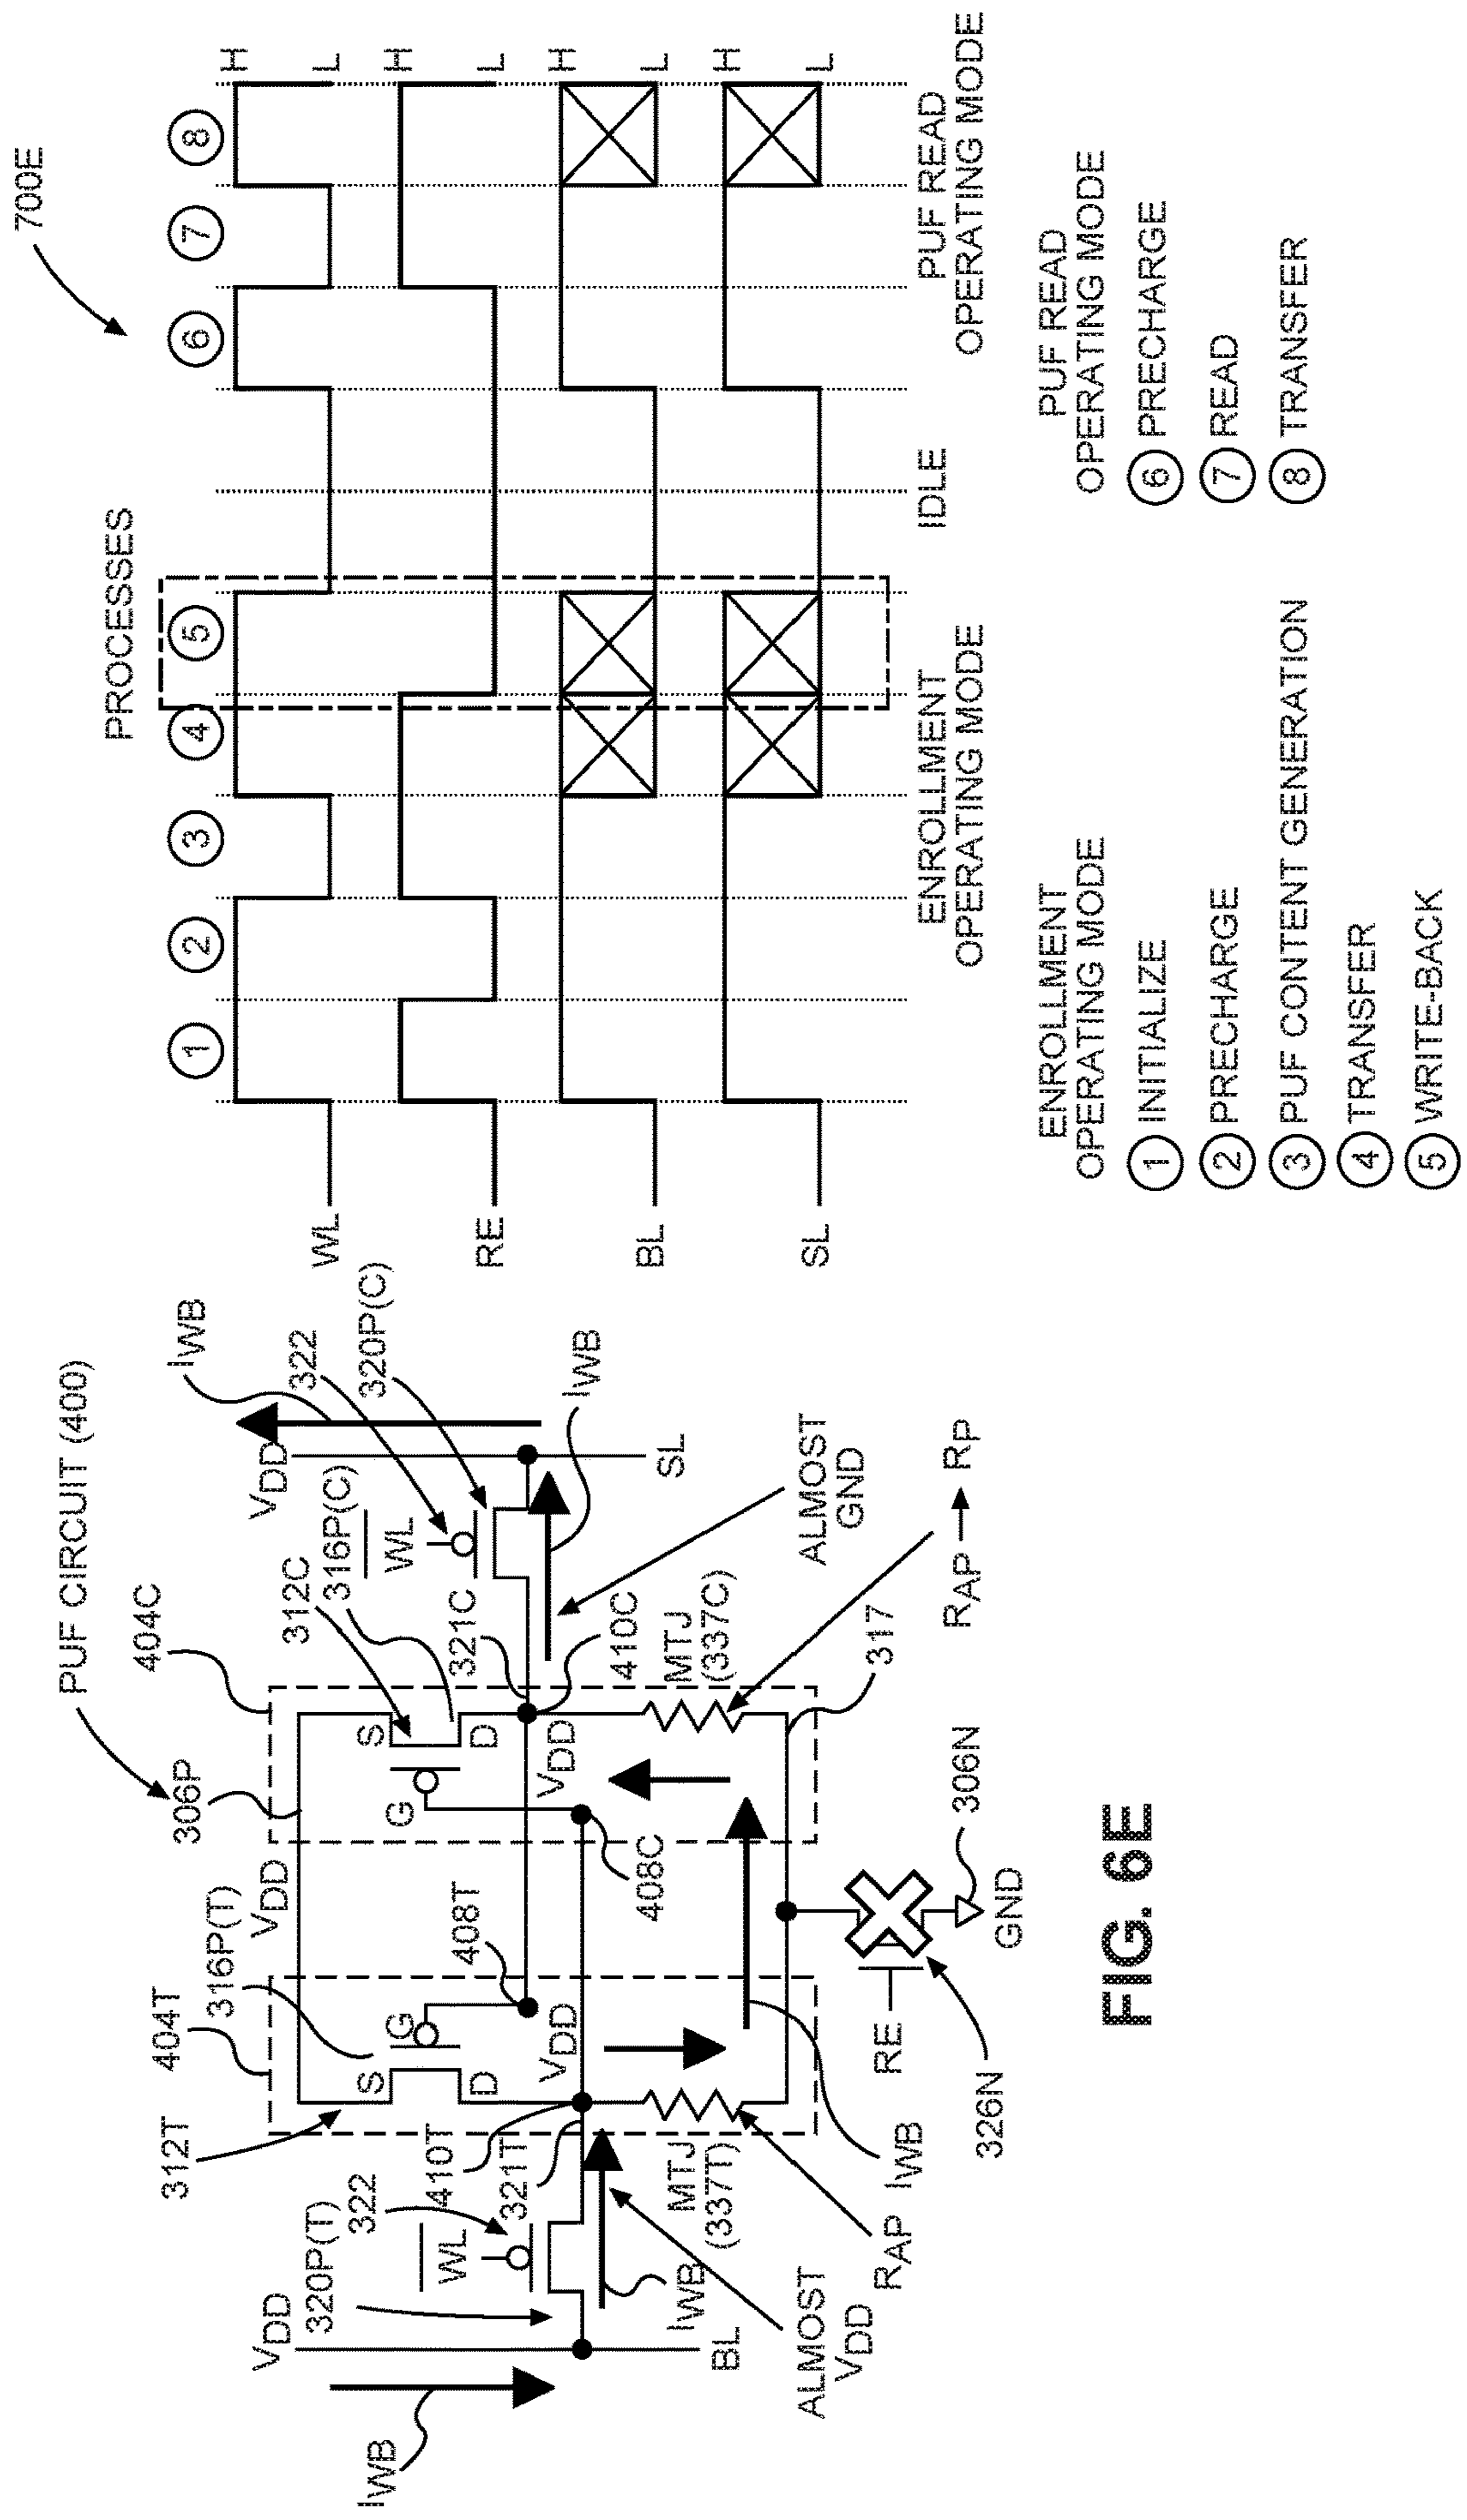 PUF CIRCUIT (400)
404C
306P
404T
VDD
316P(T)
312T
312C
316P(C)
S
G
D
S
G
D
IWB
VDD
322
320P(C)
WL
IWB
321C
410C
VDD
408C
408T
VDD
410T
321T
VDD
320P(T)
322
WL
IWB
BL
IWB
ALMOST
VDD
MTJ
(337T)
RAP
IWB
RE
326N
GND
306N
317
MTJ
(337C)
RAP
RP
ALMOST
GND
SL
700E
PROCESSES
1
2
3
4
5
6
7
8
WL
H
L
RE
H
L
BL
H
L
SL
H
L
ENROLLMENT
OPERATING MODE
IDLE
PUF READ
OPERATING MODE
ENROLLMENT
OPERATING MODE
1 INITIALIZE
2 PRECHARGE
3 PUF CONTENT GENERATION
4 TRANSFER
5 WRITE-BACK
PUF READ
OPERATING MODE
6 PRECHARGE
7 READ
8 TRANSFER
FIG. 6E